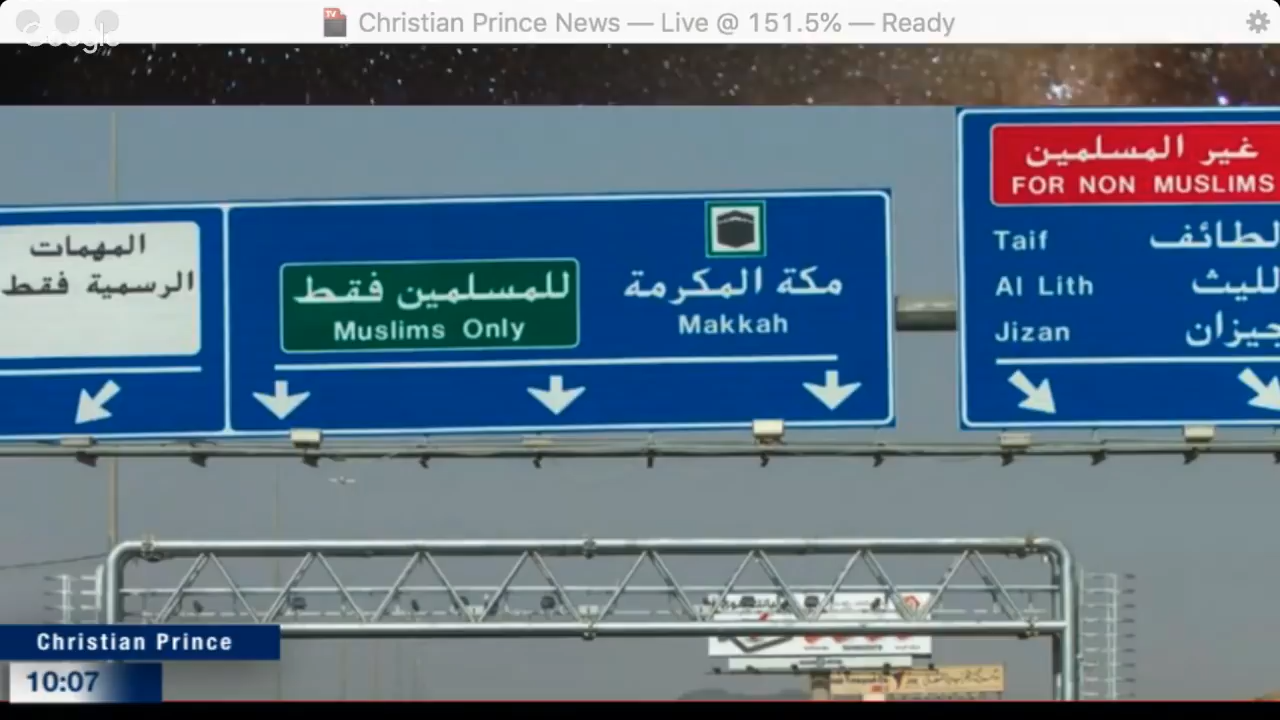 Christian Prince News — Live @ 151.5% — Ready
Google
المهمات
الرسمية فقط
للمسلمين فقط
Muslims Only
مكة المكرمة
Makkah
غير المسلمين
FOR NON MUSLIMS
Taif
الطائف
Al Lith
الليث
Jizan
جيزان
Christian Prince
10:07